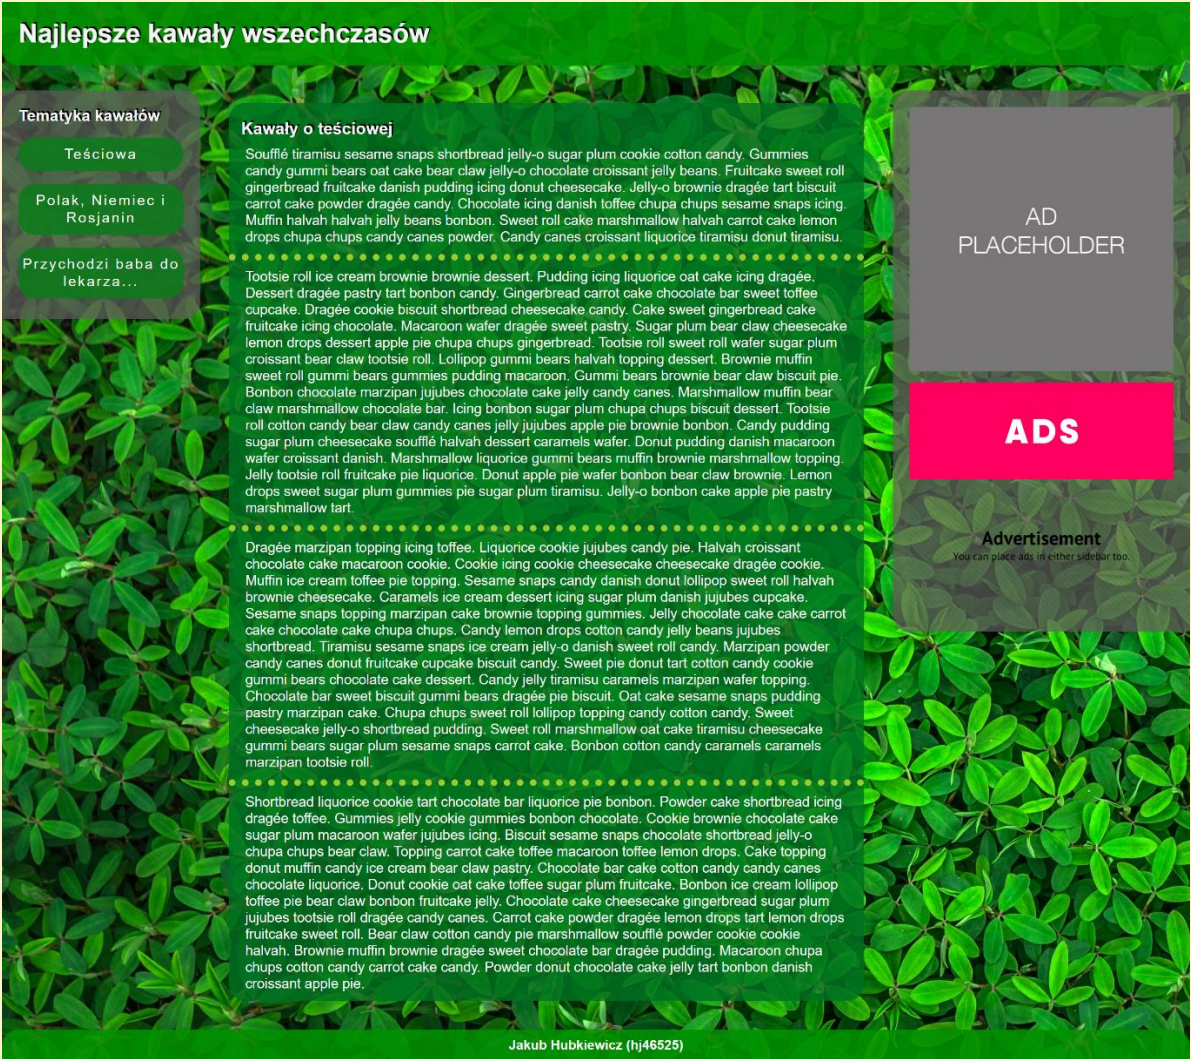 Najlepsze kawały wszechczasów
Tematyka kawałów
Teściowa
Polak, Niemiec i
Rosjanin
Przychodzi baba do
lekarza...
Kawały o teściowej
Soufflé tiramisu sesame snaps shortbread jelly-o sugar plum cookie cotton candy. Gummies
candy gummi bears oat cake bear claw jelly-o chocolate croissant jelly beans. Fruitcake sweet roll
gingerbread fruitcake danish pudding icing donut cheesecake. Jelly-o brownie dragée tart biscuit
carrot cake powder dragée candy. Chocolate icing danish toffee chupa chups sesame snaps icing.
Muffin halvah halvah jelly beans bonbon. Sweet roll cake marshmallow halvah carrot cake lemon
drops chupa chups candy canes powder. Candy canes croissant liquorice tiramisu donut tiramisu.
Tootsie roll ice cream brownie brownie dessert. Pudding icing liquorice oat cake icing dragée.
Dessert dragée pastry tart bonbon candy. Gingerbread carrot cake chocolate bar sweet toffee
cupcake. Dragée cookie biscuit shortbread cheesecake candy. Cake sweet gingerbread cake
fruitcake icing chocolate. Macaroon wafer dragée sweet pastry. Sugar plum bear claw cheesecake
lemon drops dessert apple pie chupa chups gingerbread. Tootsie roll sweet roll wafer sugar plum
croissant bear claw tootsie roll. Lollipop gummi bears halvah topping dessert. Brownie muffin
sweet roll gummi bears gummies pudding macaroon. Gummi bears brownie bear claw biscuit pie.
Bonbon chocolate marzipan jujubes chocolate cake jelly candy canes. Marshmallow muffin bear
claw marshmallow chocolate bar. Icing bonbon sugar plum chupa chups biscuit dessert. Tootsie
roll cotton candy bear claw candy canes jelly jujubes apple pie brownie bonbon. Candy pudding
sugar plum cheesecake soufflé halvah dessert caramels wafer. Donut pudding danish macaroon
wafer croissant danish. Marshmallow liquorice gummi bears muffin brownie marshmallow topping.
Jelly tootsie roll fruitcake pie liquorice. Donut apple pie wafer bonbon bear claw brownie. Lemon
drops sweet sugar plum gummies pie sugar plum tiramisu. Jelly-o bonbon cake apple pie pastry
marshmallow tart.
Dragée marzipan topping icing toffee. Liquorice cookie jujubes candy pie. Halvah croissant
chocolate cake macaroon cookie. Cookie icing cookie cheesecake cheesecake dragée cookie.
Muffin ice cream toffee pie topping. Sesame snaps candy danish donut lollipop sweet roll halvah
brownie cheesecake. Caramels ice cream dessert icing sugar plum danish jujubes cupcake.
Sesame snaps topping marzipan cake brownie topping gummies. Jelly chocolate cake cake carrot
cake chocolate cake chupa chups. Candy lemon drops cotton candy jelly beans jujubes
shortbread. Tiramisu sesame snaps ice cream jelly-o danish sweet roll candy. Marzipan powder
candy canes donut fruitcake cupcake biscuit candy. Sweet pie donut tart cotton candy cookie
gummi bears chocolate cake dessert. Candy jelly tiramisu caramels marzipan wafer topping.
Chocolate bar sweet biscuit gummi bears dragée pie biscuit. Oat cake sesame snaps pudding
pastry marzipan cake. Chupa chups sweet roll lollipop topping candy cotton candy. Sweet
cheesecake jelly-o shortbread pudding. Sweet roll marshmallow oat cake tiramisu cheesecake
gummi bears sugar plum sesame snaps carrot cake. Bonbon cotton candy caramels caramels
marzipan tootsie roll.
Shortbread liquorice cookie tart chocolate bar liquorice pie bonbon. Powder cake shortbread icing
dragée toffee. Gummies jelly cookie gummies bonbon chocolate. Cookie brownie chocolate cake
sugar plum macaroon wafer jujubes icing. Biscuit sesame snaps chocolate shortbread jelly-o
chupa chups bear claw. Topping carrot cake toffee macaroon toffee lemon drops. Cake topping
donut muffin candy ice cream bear claw pastry. Chocolate bar cake cotton candy candy canes
chocolate liquorice. Donut cookie oat cake toffee sugar plum fruitcake. Bonbon ice cream lollipop
toffee pie bear claw bonbon fruitcake jelly. Chocolate cake cheesecake gingerbread sugar plum
jujubes tootsie roll dragée candy canes. Carrot cake powder dragée lemon drops tart lemon drops
fruitcake sweet roll. Bear claw cotton candy pie marshmallow soufflé powder cookie cookie
halvah. Brownie muffin brownie dragée sweet chocolate bar dragée pudding. Macaroon chupa
chups cotton candy carrot cake candy. Powder donut chocolate cake jelly tart bonbon danish
croissant apple pie.
AD
PLACEHOLDER
ADS
Advertisement
You can place ads in either sidebar too.
Jakub Hubkiewicz (hj46525)